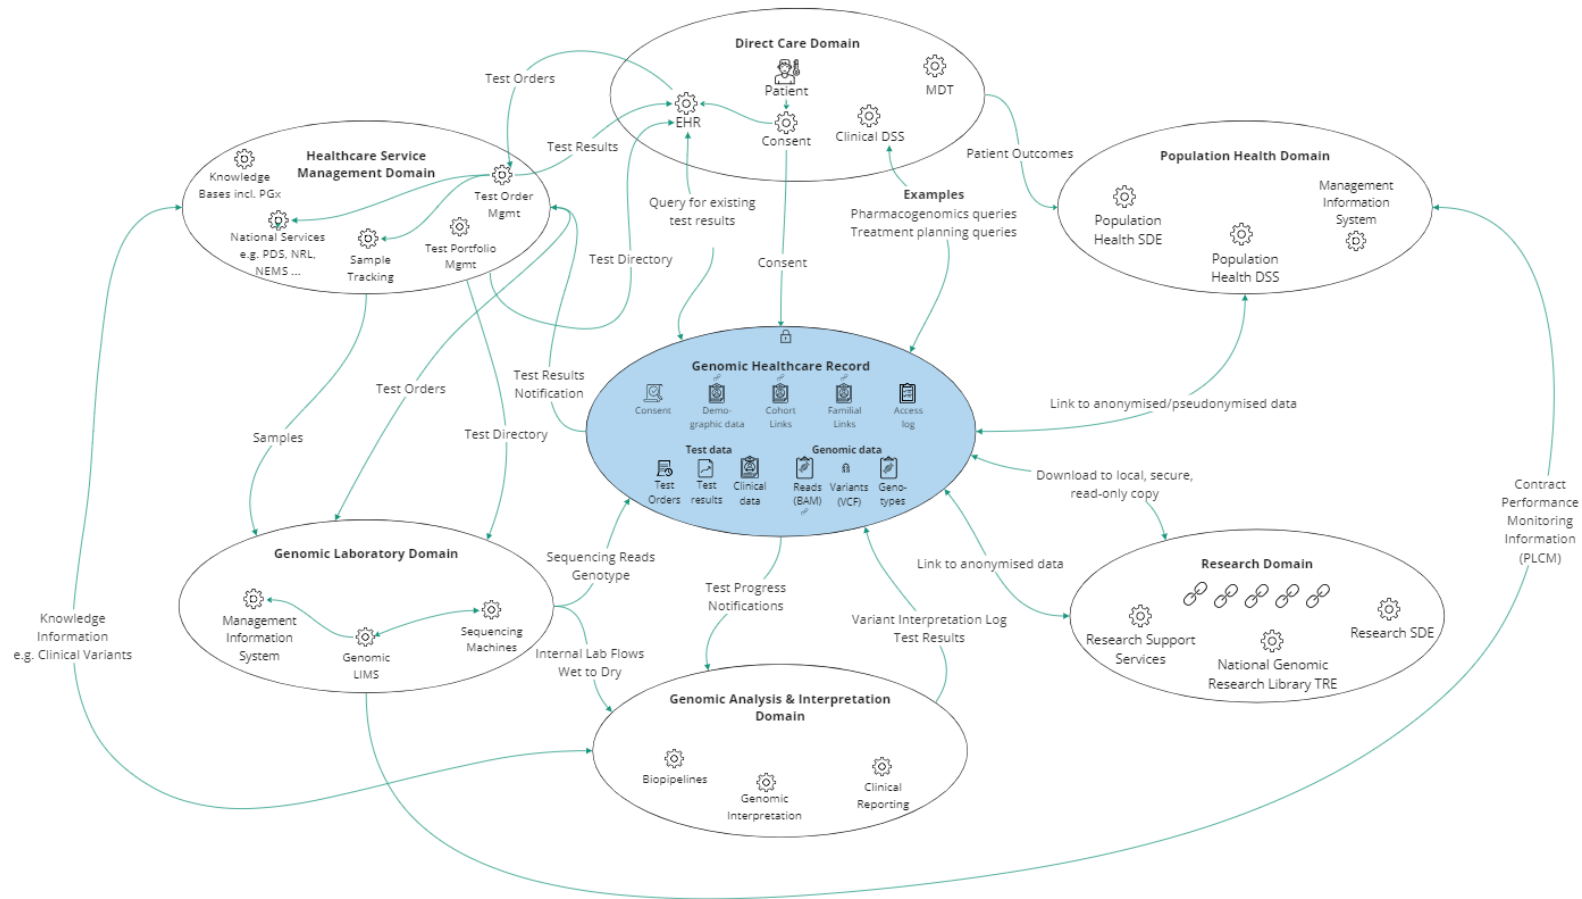 Direct Care Domain
Patient
MDT
EHR
Consent
Clinical DSS
Test Orders
Test Results
Healthcare Service
Management Domain
Knowledge
Bases incl. PGx
Test Order
Mgmt
National Services
e.g. PDS, NRL,
NEMS ...
Sample
Tracking
Test Portfolio
Mgmt
Query for existing
test results
Examples
Pharmacogenomics queries
Treatment planning queries
Patient Outcomes
Population Health Domain
Population
Health SDE
Population
Health DSS
Management
Information
System
Test Directory
Consent
Genomic Healthcare Record
Consent
Demo-
graphic data
Cohort
Links
Familial
Links
Access
log
Test data
Test
Orders
Test
results
Clinical
data
Genomic data
Reads
(BAM)
Variants
(VCF)
Geno-
types
Test Orders
Test Results
Notification
Samples
Test Directory
Link to anonymised/pseudonymised data
Download to local, secure,
read-only copy
Contract
Performance
Monitoring
Information
(PLCM)
Genomic Laboratory Domain
Management
Information
System
Genomic
LIMS
Sequencing
Machines
Sequencing Reads
Genotype
Internal Lab Flows
Wet to Dry
Test Progress
Notifications
Link to anonymised data
Variant Interpretation Log
Test Results
Research Domain
Research Support
Services
National Genomic
Research Library TRE
Research SDE
Knowledge
Information
e.g. Clinical Variants
Genomic Analysis & Interpretation
Domain
Biopipelines
Genomic
Interpretation
Clinical
Reporting